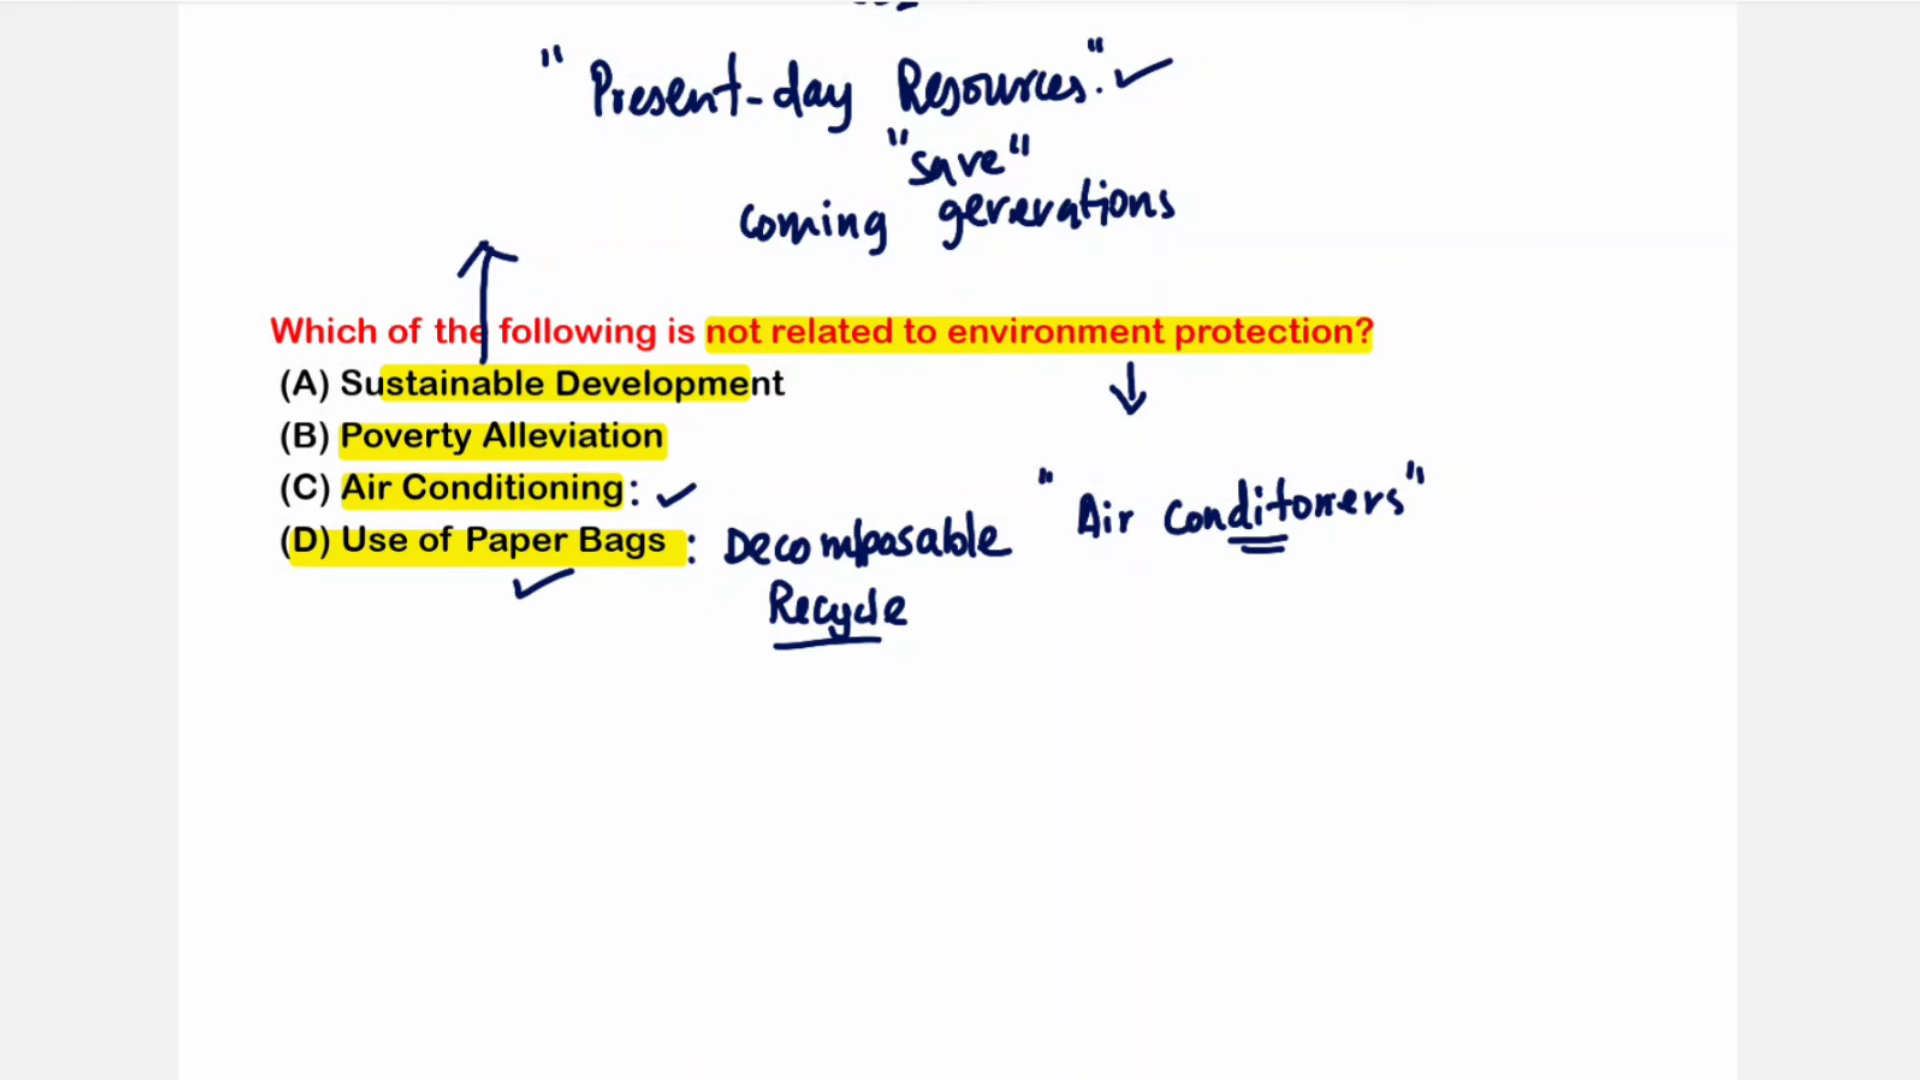 "Present-day Resources."
"save"
coming generations
Which of the following is not related to environment protection?
(A) Sustainable Development
(B) Poverty Alleviation
(C) Air Conditioning:
(D) Use of Paper Bags : Decomposable
"Air Conditoners"
Recycle